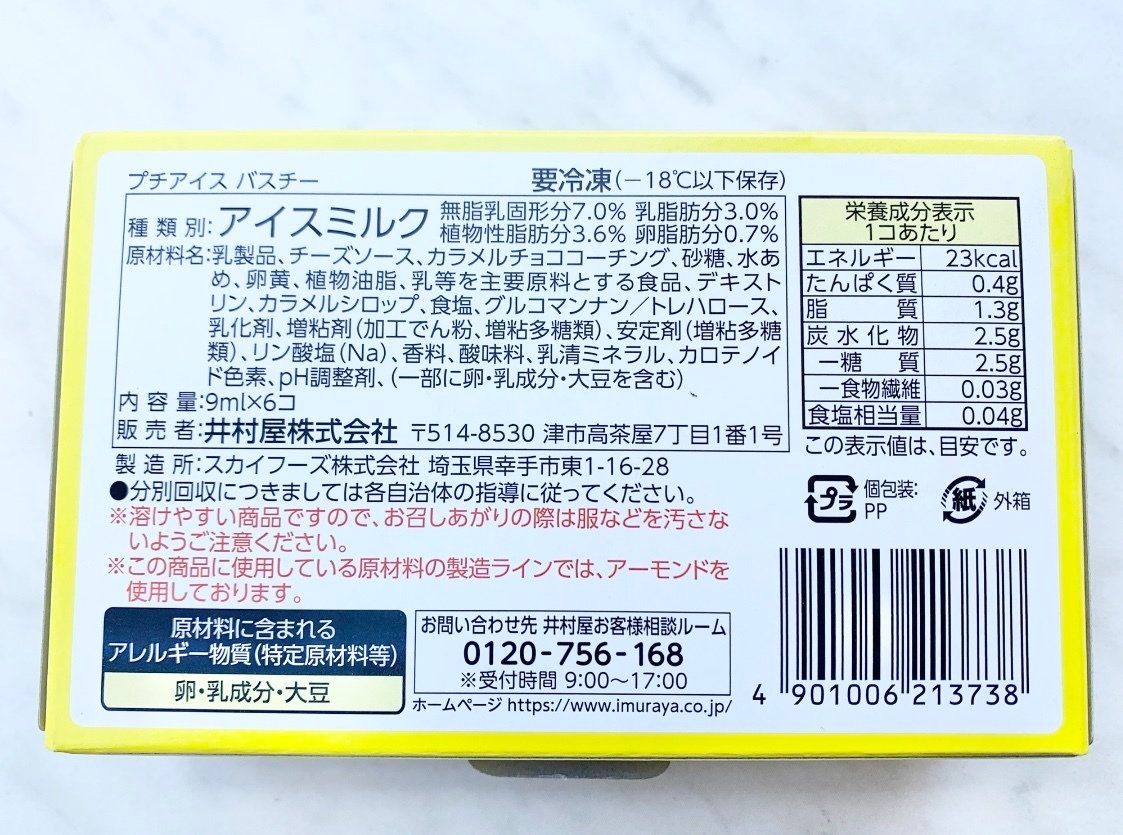 プチアイス バスチー
要冷凍(-18℃以下保存)
種類別:アイスミルク 無脂乳固形分7.0% 乳脂肪分3.0%
植物性脂肪分3.6% 卵脂肪分0.7%
原材料名:乳製品、チーズソース、カラメルチョココーチング、砂糖、水あ
め、卵黄、植物油脂、乳等を主要原料とする食品、デキスト
リン、カラメルシロップ、食塩、グルコマンナン/トレハロース、
乳化剤、増粘剤(加工でん粉、増粘多糖類)、安定剤(増粘多糖
類)、リン酸塩(Na)、香料、酸味料、乳清ミネラル、カロテノイ
ド色素、pH調整剤、(一部に卵・乳成分・大豆を含む)
内容量:9ml×6コ
販売者:井村屋株式会社 〒514-8530 津市高茶屋7丁目1番1号
製造所:スカイフーズ株式会社 埼玉県幸手市東1-16-28
●分別回収につきましては各自治体の指導に従ってください。
※溶けやすい商品ですので、お召しあがりの際は服などを汚さな
いようご注意ください。
※この商品に使用している原材料の製造ラインでは、アーモンドを
使用しております。
原材料に含まれる
アレルギー物質(特定原材料等)
卵・乳成分・大豆
お問い合わせ先 井村屋お客様相談ルーム
0120-756-168
※受付時間 9:00〜17:00
ホームページ https://www.imuraya.co.jp/
栄養成分表示
1コあたり
エネルギー 23kcal
たんぱく質 0.4g
脂質 1.3g
炭水化物 2.5g
-糖質 2.5g
-食物繊維 0.03g
食塩相当量 0.04g
この表示値は、目安です。
プラ 個包装:
PP
紙 外箱
4 901006 213738